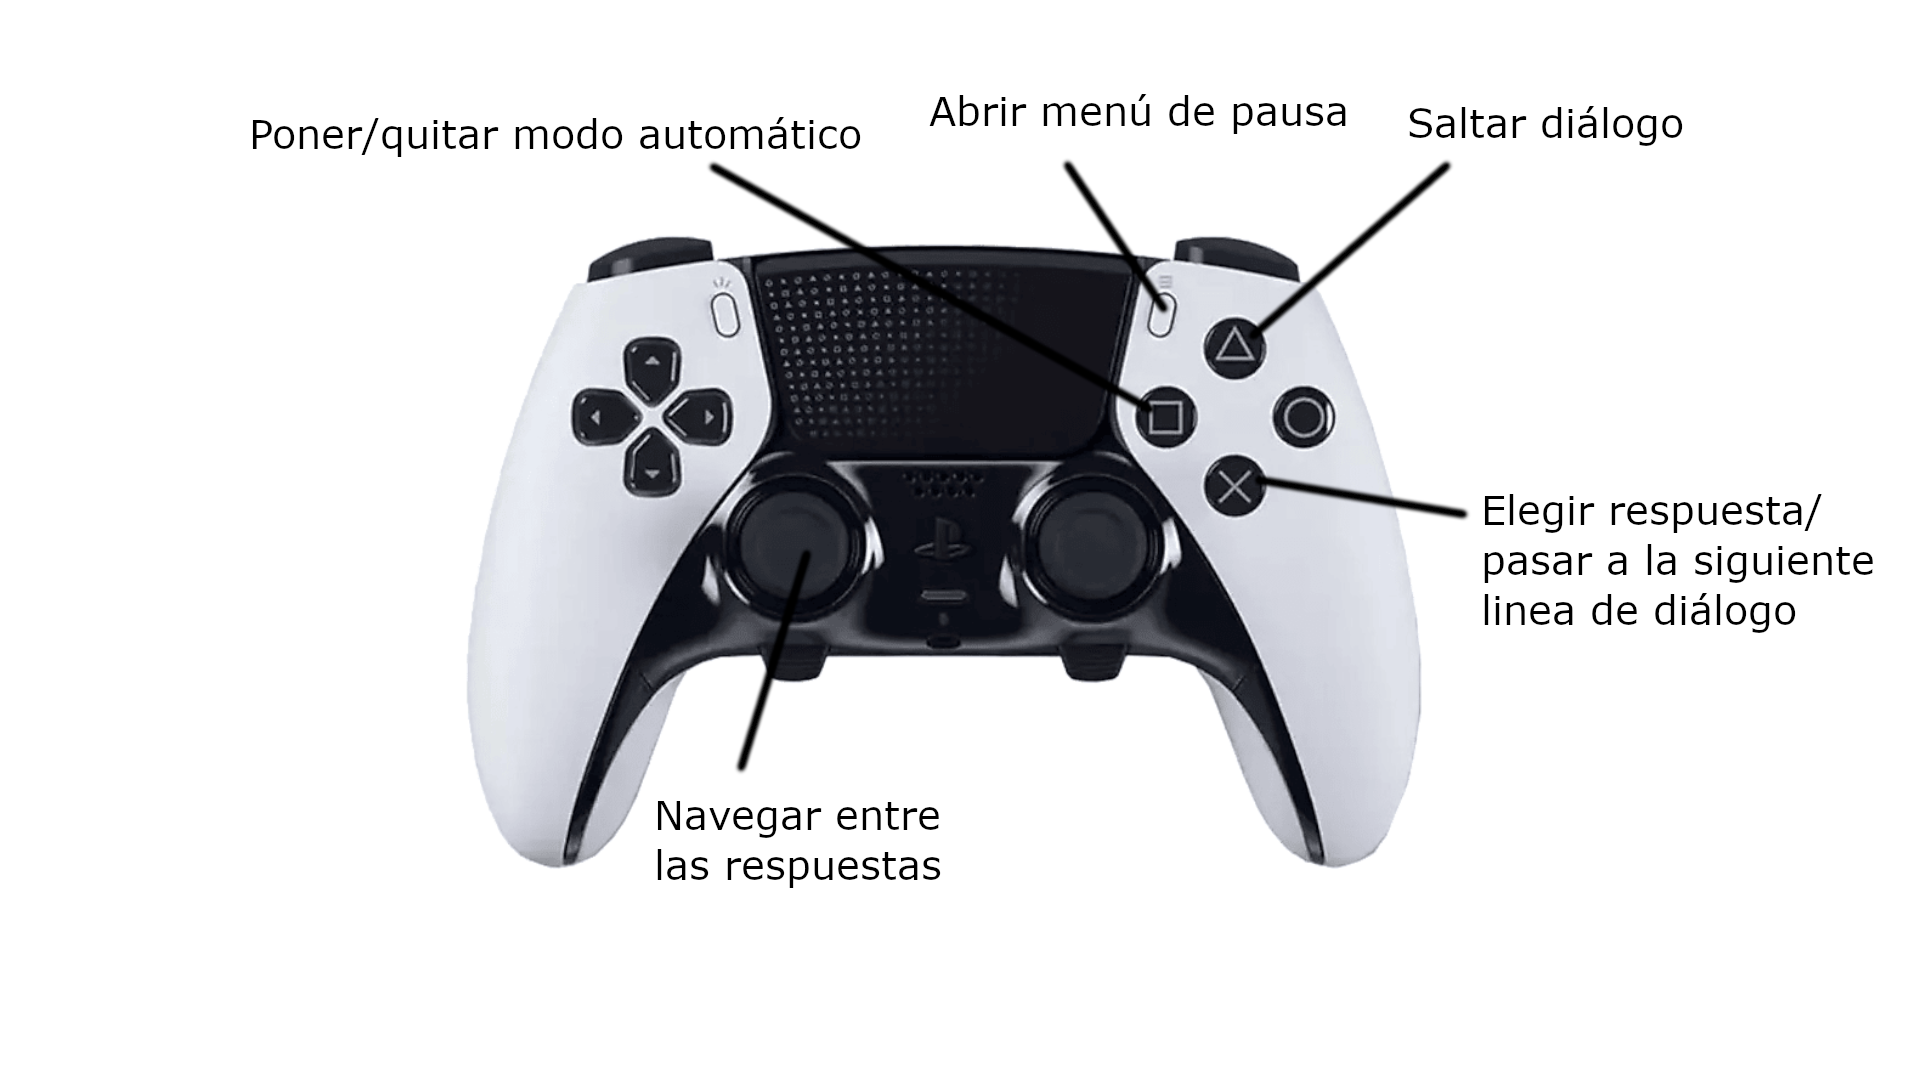 Poner/quitar modo automático
Abrir menú de pausa
Saltar diálogo
Elegir respuesta/
pasar a la siguiente
linea de diálogo
Navegar entre
las respuestas